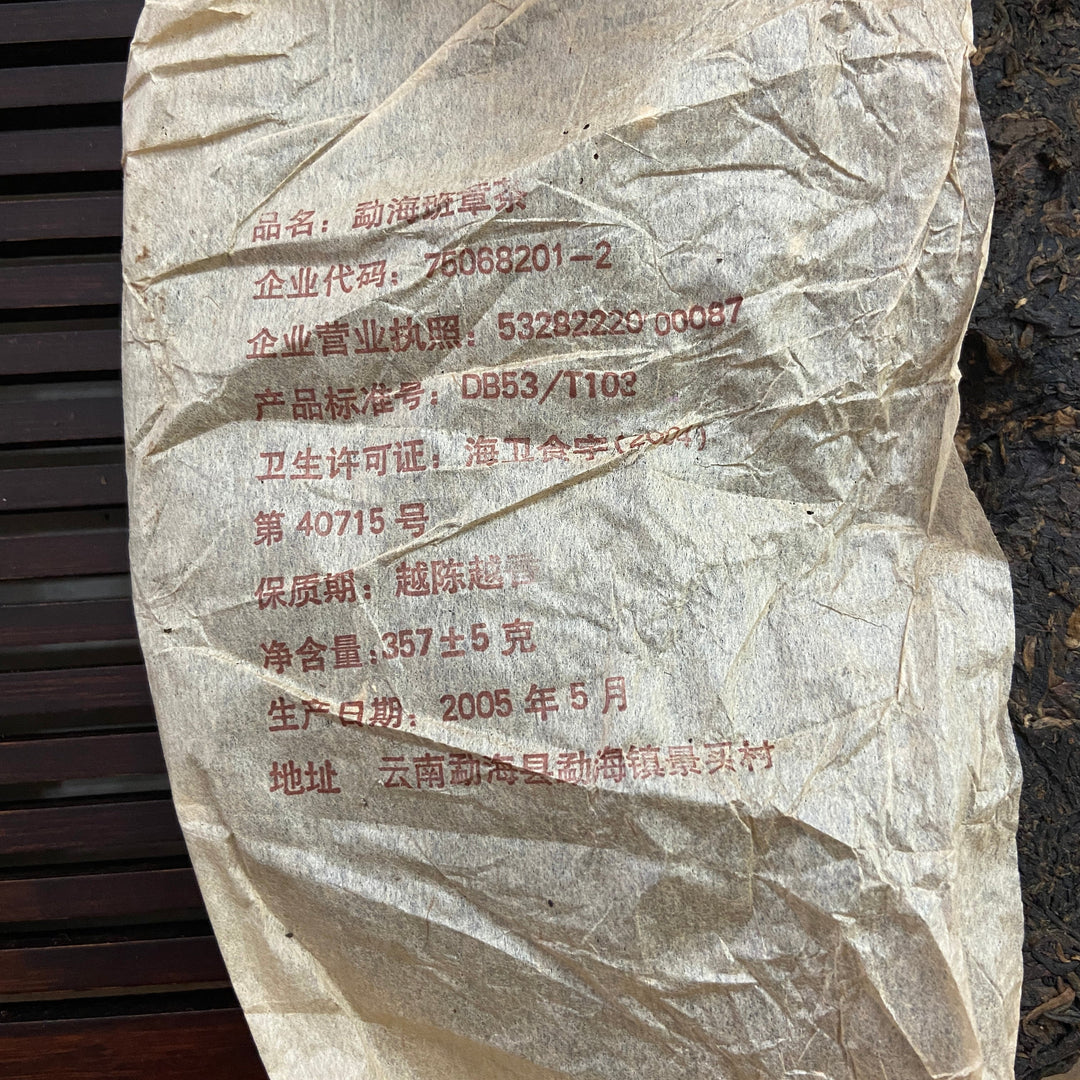 品名：勐海班章茶
企业代码：75068201-2
企业营业执照：53282220 00087
产品标准号：DB53/T103
卫生许可证：海卫食字(2004)
第 40715 号
保质期：越陈越香
净含量:357±5 克
生产日期：2005 年 5 月
地址 云南勐海县勐海镇景买村